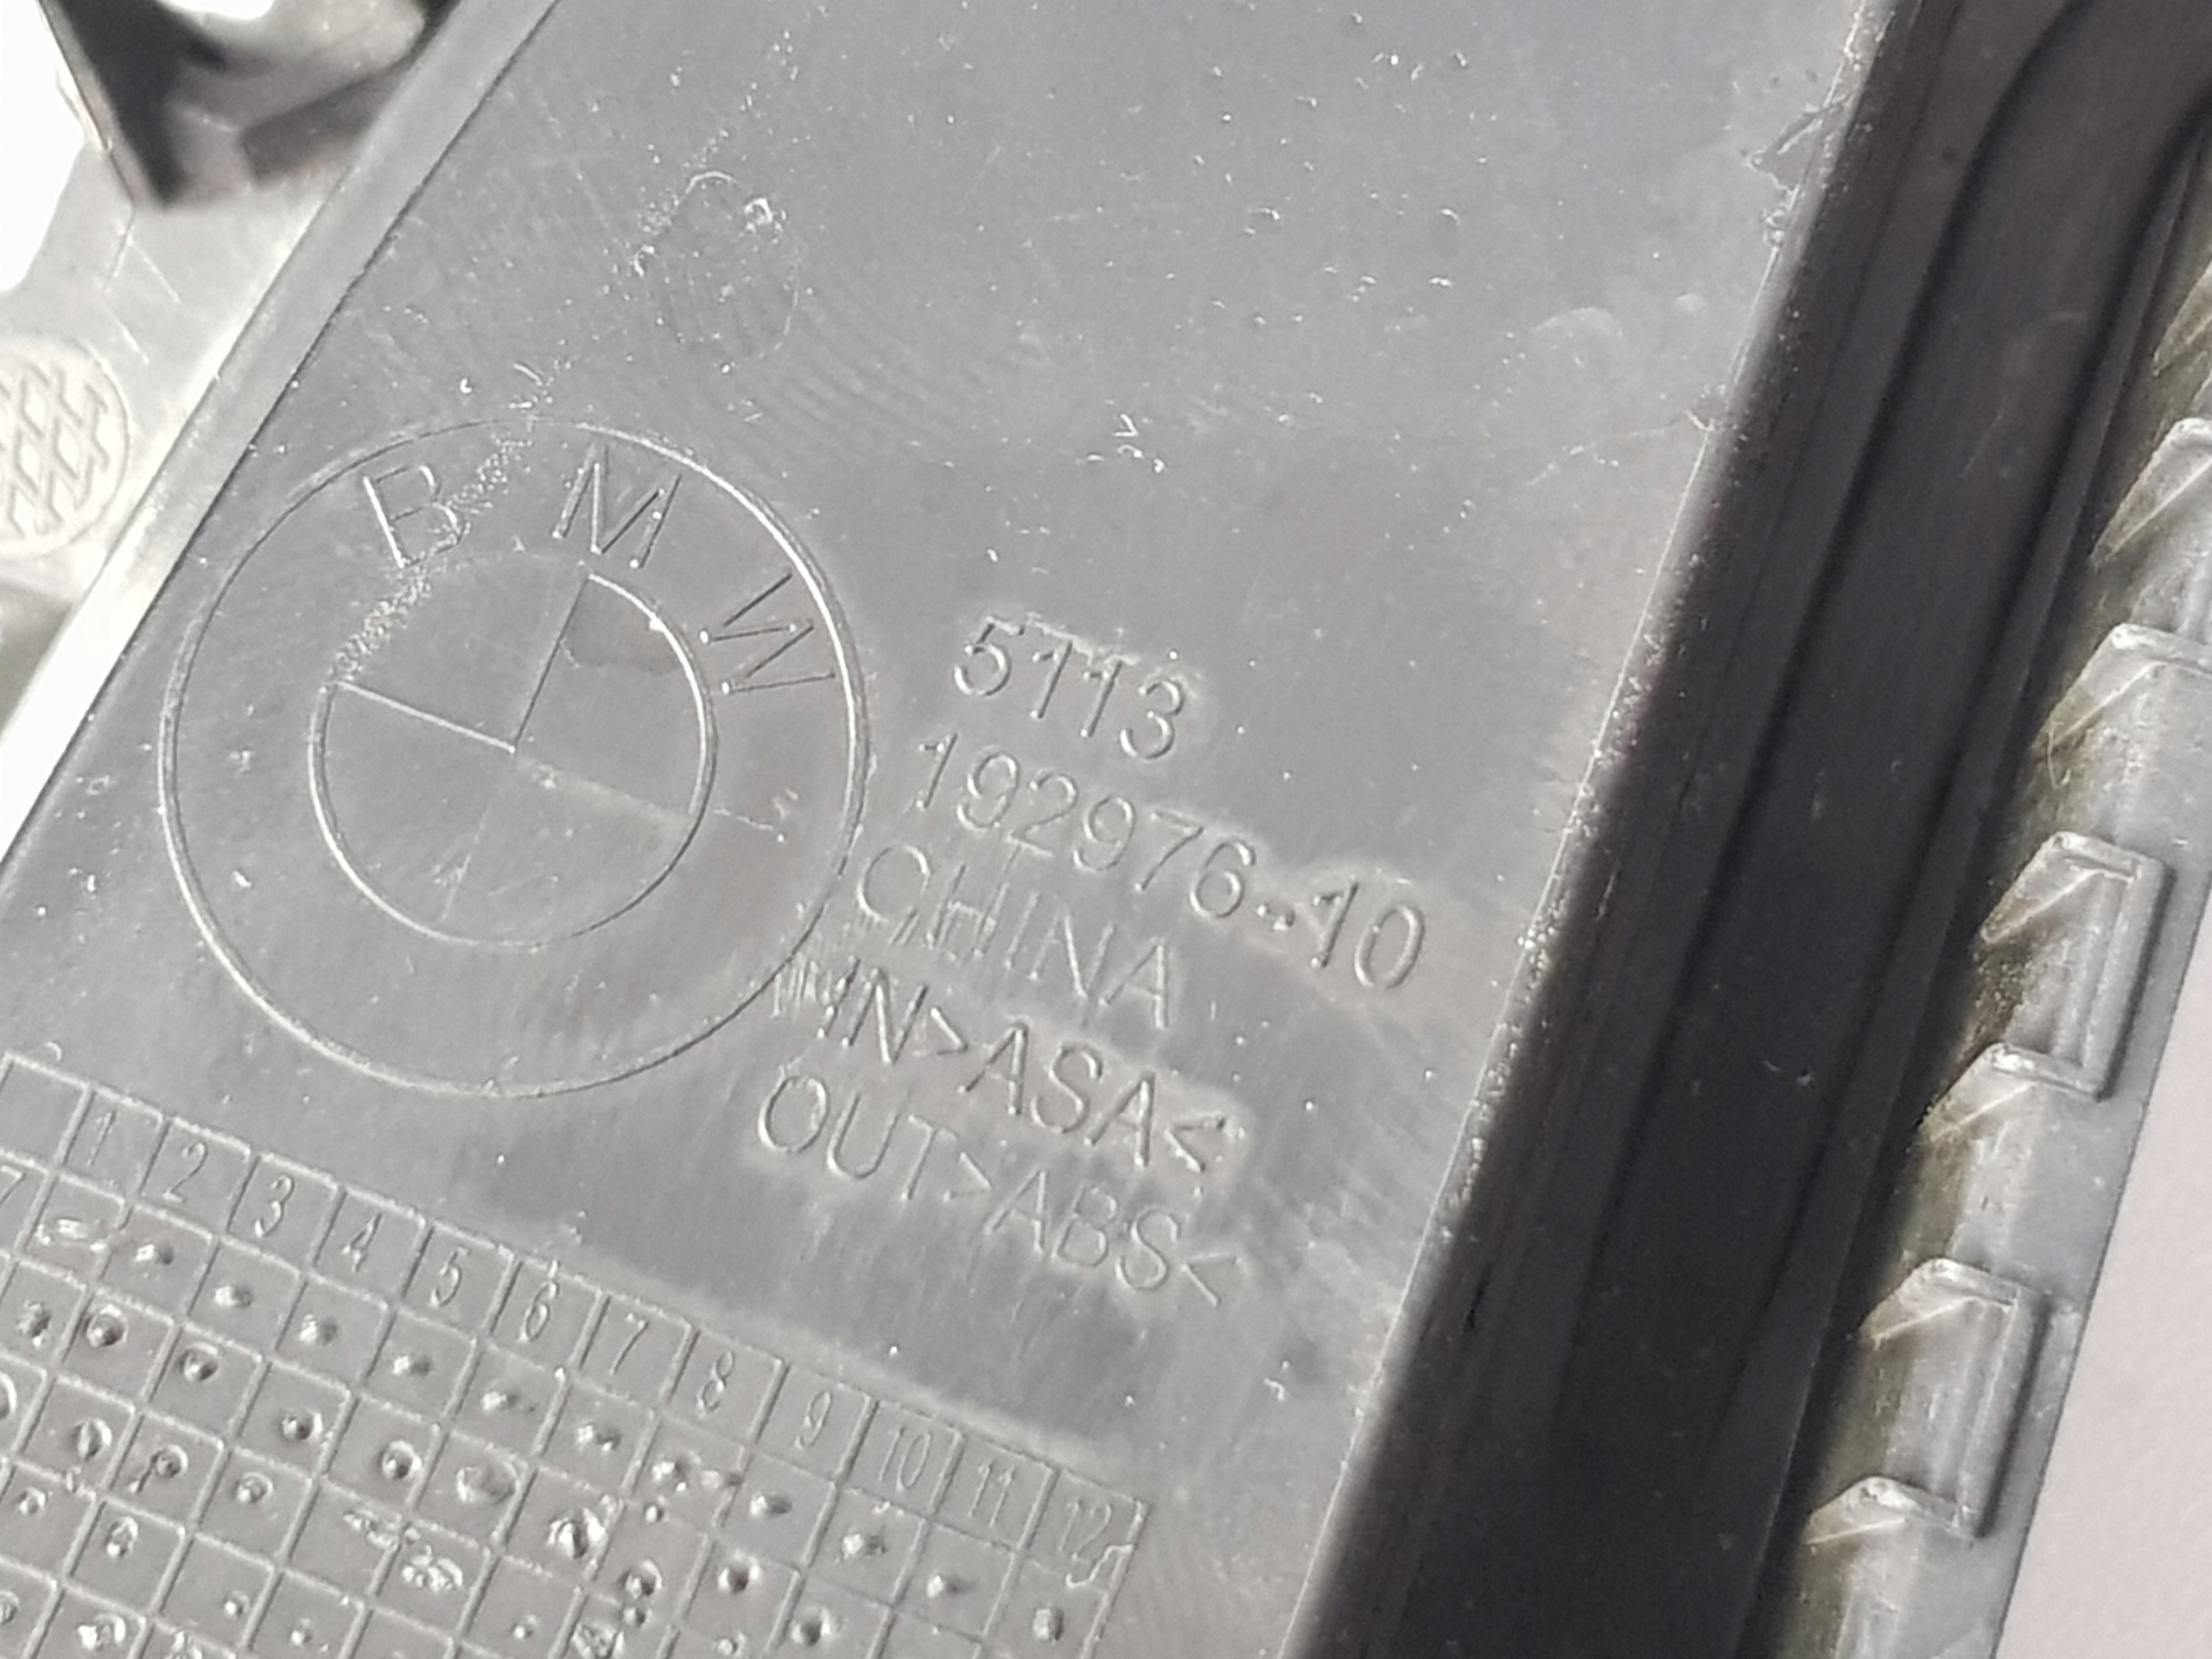 BMW
5113
192976-10
CHINA
IN>ASA<
OUT>ABS<
1 2 3 4 5 6 7 8 9 10 11 12
7